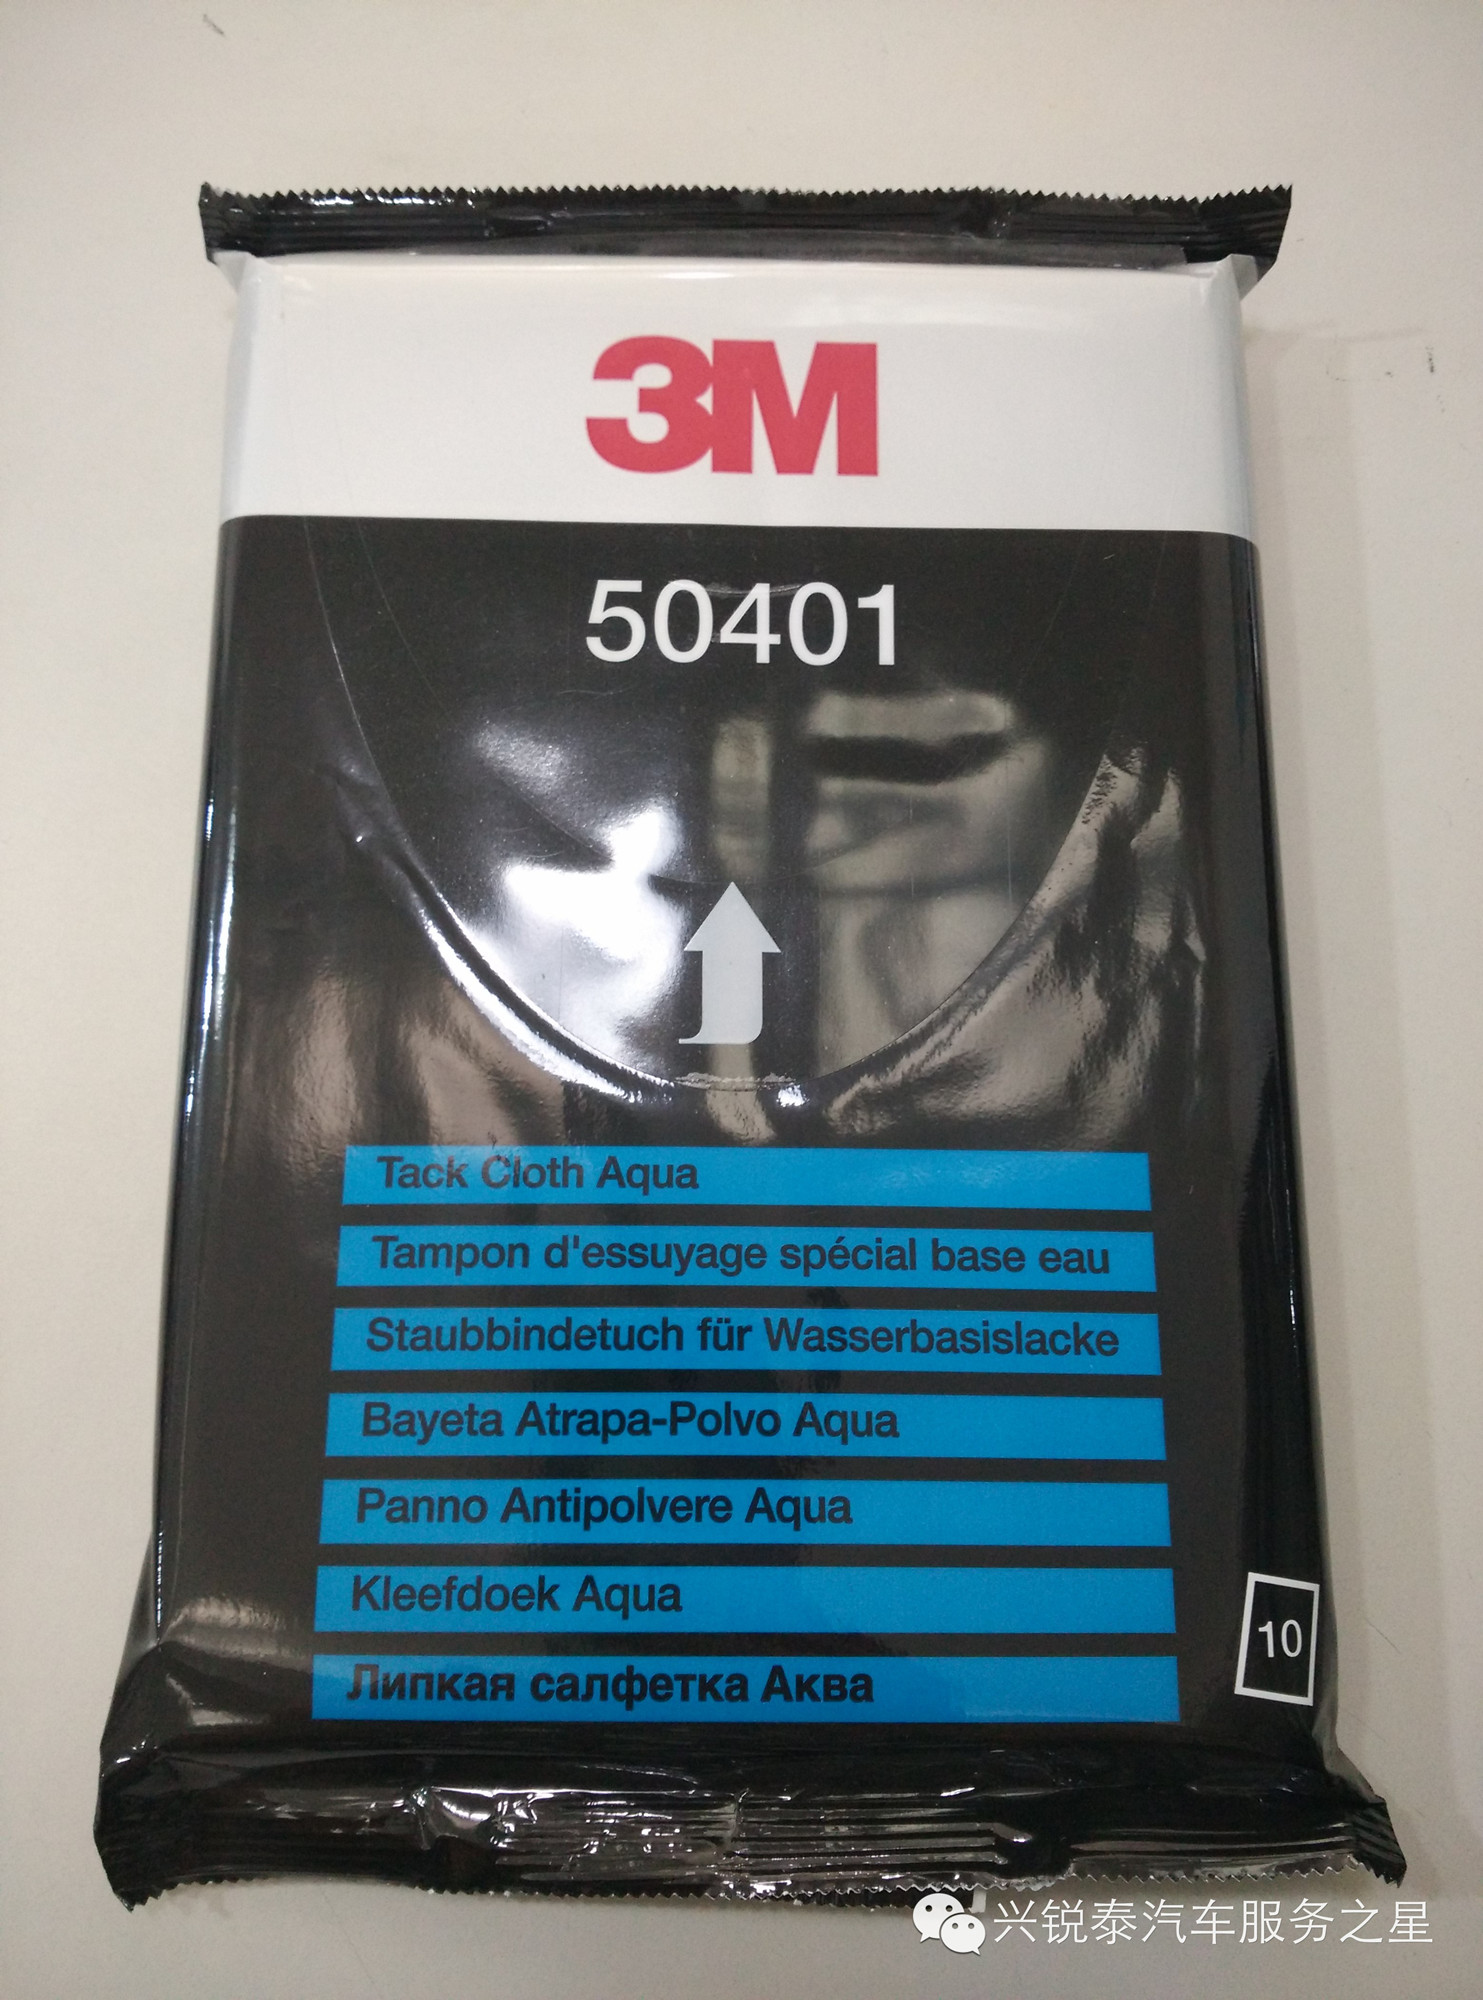 3M
50401
Tack Cloth Aqua
Tampon d'essuyage spécial base eau
Staubbindetuch für Wasserbasislacke
Bayeta Atrapa-Polvo Aqua
Panno Antipolvere Aqua
Kleefdoek Aqua
Липкая салфетка Аква
10
兴锐泰汽车服务之星